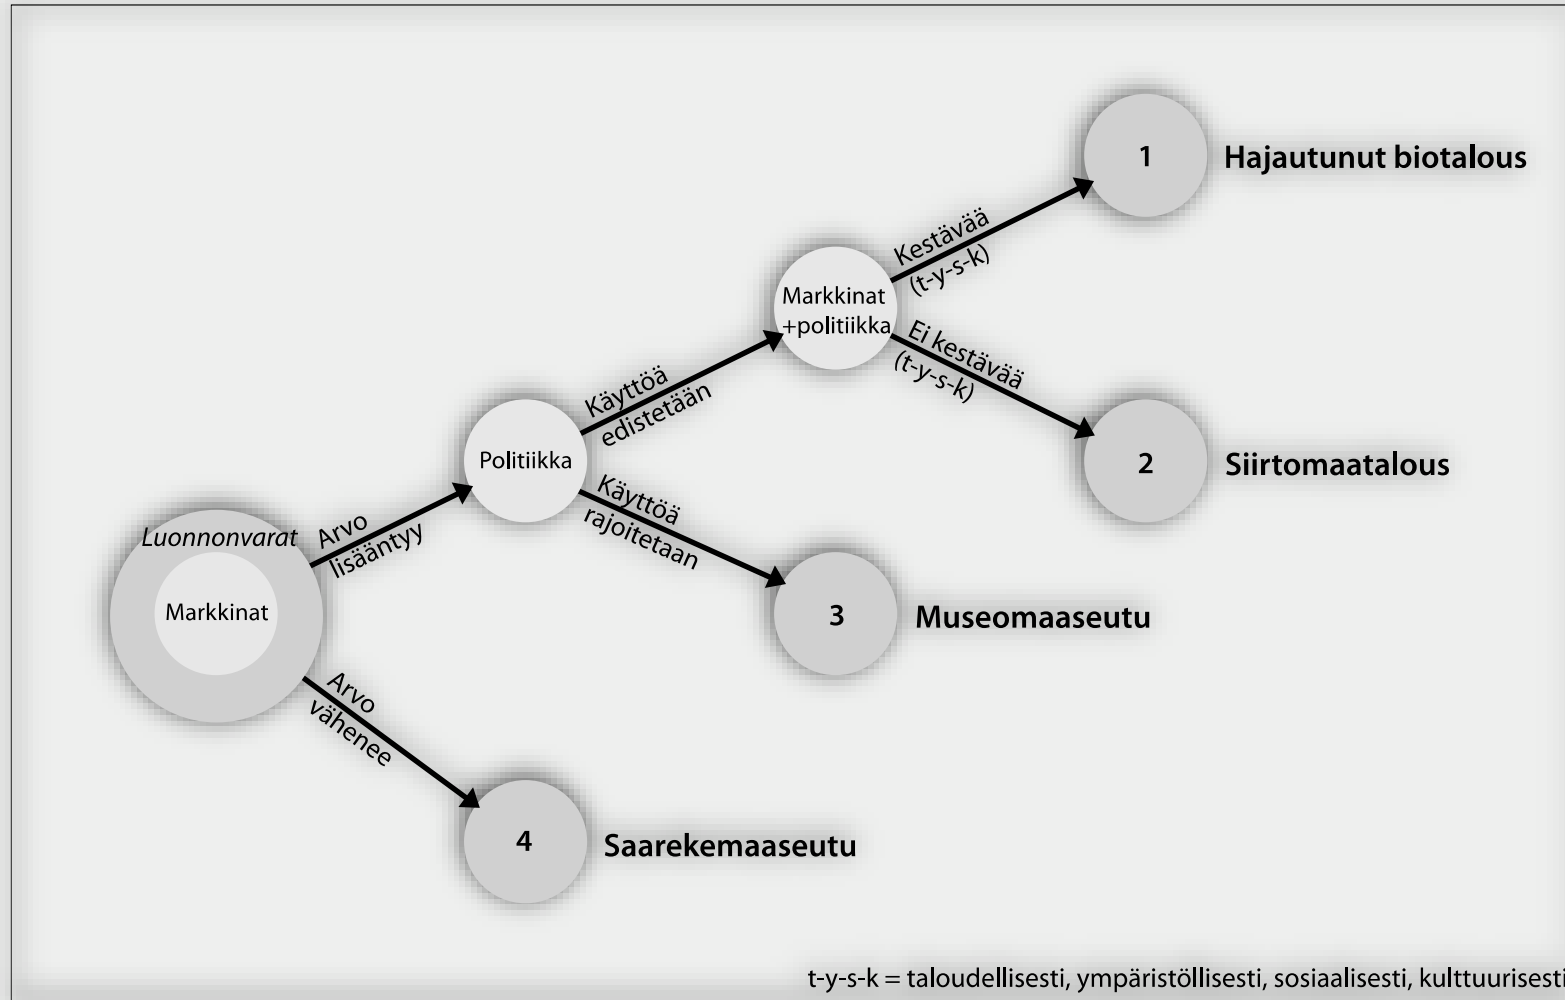 1
Hajautunut biotalous
Kestävää
(t-y-s-k)
Markkinat
+politiikka
Ei kestävää
(t-y-s-k)
Käyttöä
edistetään
Politiikka
2
Siirtomaatalous
Käyttöä
rajoitetaan
Luonnonvarat
Arvo
lisääntyy
Markkinat
3
Museomaaseutu
Arvo
vähenee
4
Saarekemaaseutu
t-y-s-k = taloudellisesti, ympäristöllisesti, sosiaalisesti, kulttuurisesti